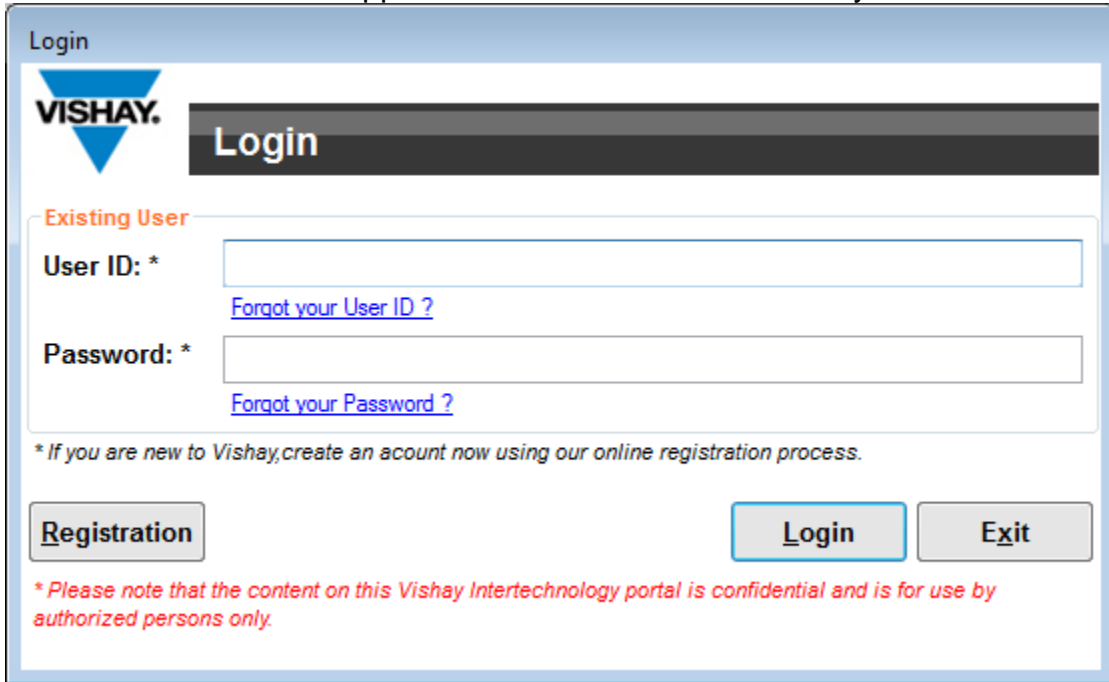 Login
VISHAY.
Login
Existing User
User ID: *
Forgot your User ID ?
Password: *
Forgot your Password ?
* If you are new to Vishay,create an acount now using our online registration process.
Registration Login Exit
* Please note that the content on this Vishay Intertechnology portal is confidential and is for use by
authorized persons only.